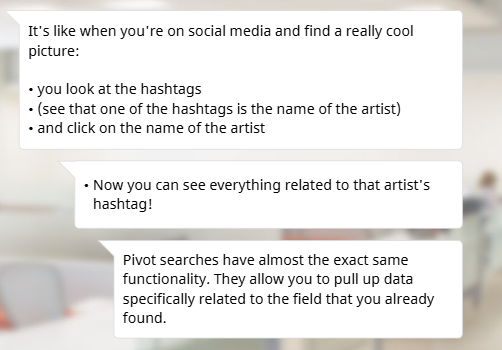 It's like when you're on social media and find a really cool
picture:
• you look at the hashtags
• (see that one of the hashtags is the name of the artist)
• and click on the name of the artist
• Now you can see everything related to that artist's
hashtag!
Pivot searches have almost the exact same
functionality. They allow you to pull up data
specifically related to the field that you already
found.